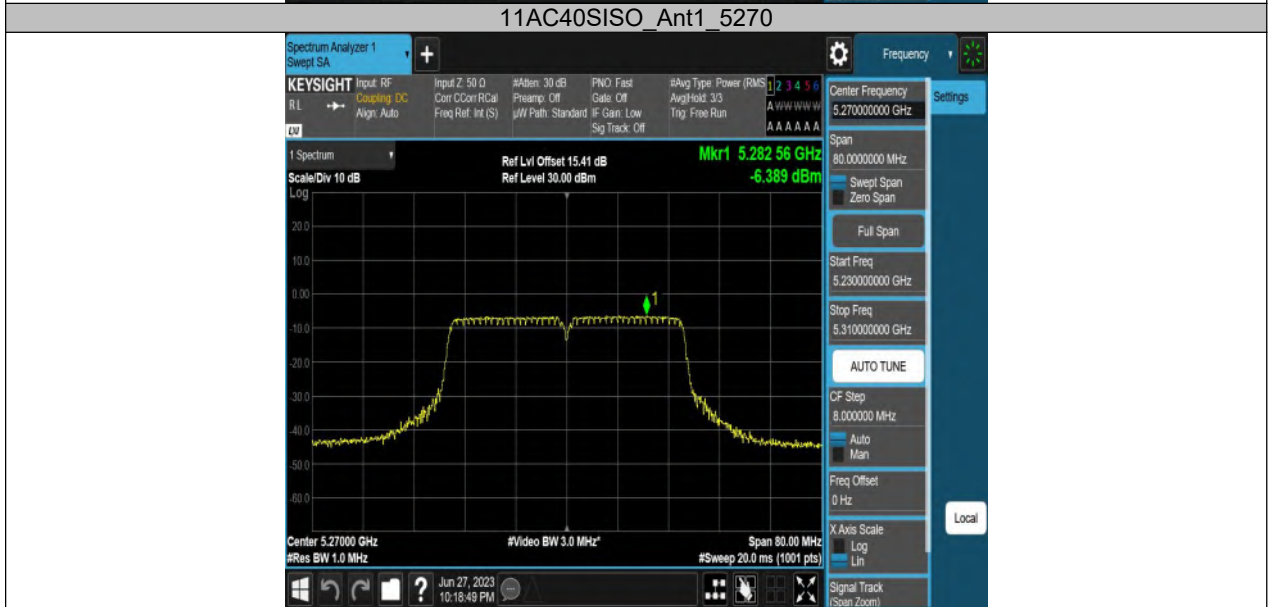 11AC40SISO_Ant1_5270
Spectrum Analyzer 1
Swept SA
+
Frequency
KEYSIGHT
R L
LXI
Input: RF
Coupling: DC
Align: Auto
Input Z: 50 Ω
Corr CCorr RCal
Freq Ref: Int (S)
#Atten: 30 dB
Preamp: Off
µW Path: Standard
PNO: Fast
Gate: Off
IF Gain: Low
Sig Track: Off
#Avg Type: Power (RMS
Avg|Hold: 3/3
Trig: Free Run
1 2 3 4 5 6
A W W W W W
A A A A A A
Center Frequency
5.270000000 GHz
Settings
1 Spectrum
Scale/Div 10 dB
Log
Ref Lvl Offset 15.41 dB
Ref Level 30.00 dBm
Mkr1 5.282 56 GHz
-6.389 dBm
Span
80.0000000 MHz
Swept Span
Zero Span
Full Span
Start Freq
5.230000000 GHz
Stop Freq
5.310000000 GHz
AUTO TUNE
CF Step
8.000000 MHz
Auto
Man
Freq Offset
0 Hz
X Axis Scale
Log
Lin
Signal Track
(Span Zoom)
Local
20.0
10.0
0.00
-10.0
-20.0
-30.0
-40.0
-50.0
-60.0
1
Center 5.27000 GHz
#Res BW 1.0 MHz
#Video BW 3.0 MHz*
Span 80.00 MHz
#Sweep 20.0 ms (1001 pts)
?
Jun 27, 2023
10:18:49 PM